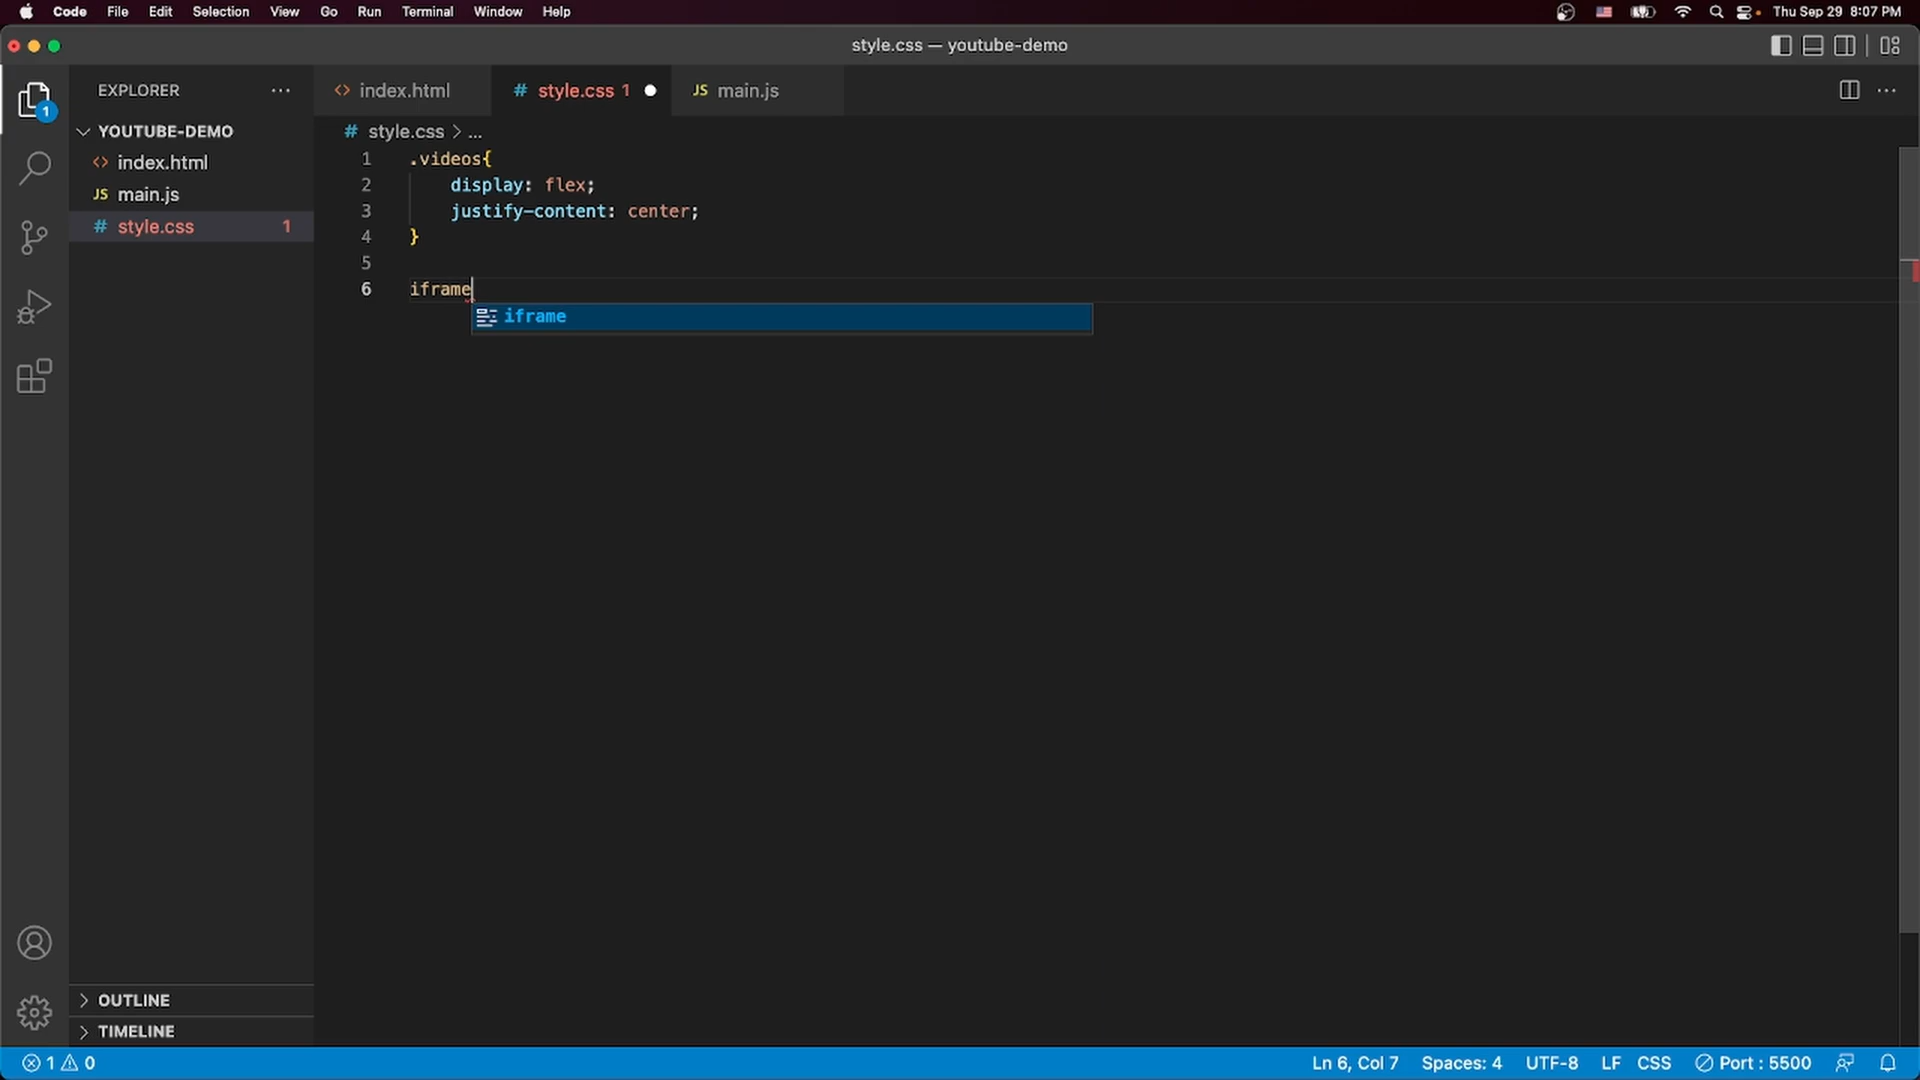 Code File Edit Selection View Go Run Terminal Window Help Thu Sep 29 8:07 PM
style.css — youtube-demo
1
EXPLORER
YOUTUBE-DEMO
index.html
JS main.js
# style.css 1
index.html # style.css 1 JS main.js
# style.css > ...
1 .videos{
2 display: flex;
3 justify-content: center;
4 }
5
6 iframe
iframe
OUTLINE
TIMELINE
1 0 Ln 6, Col 7 Spaces: 4 UTF-8 LF CSS Port : 5500